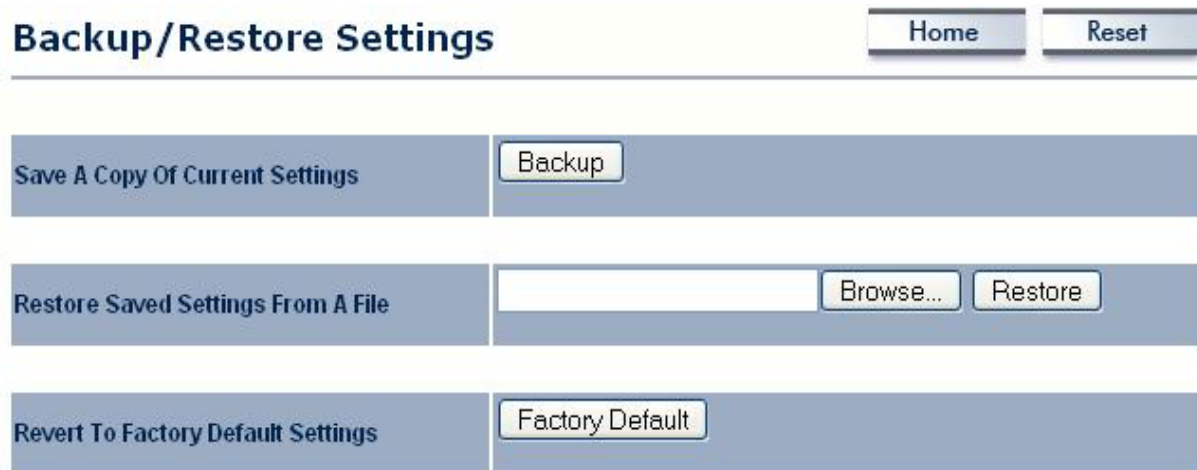 Backup/Restore Settings
Home
Reset
Save A Copy Of Current Settings
Backup
Restore Saved Settings From A File
Browse...
Restore
Revert To Factory Default Settings
Factory Default